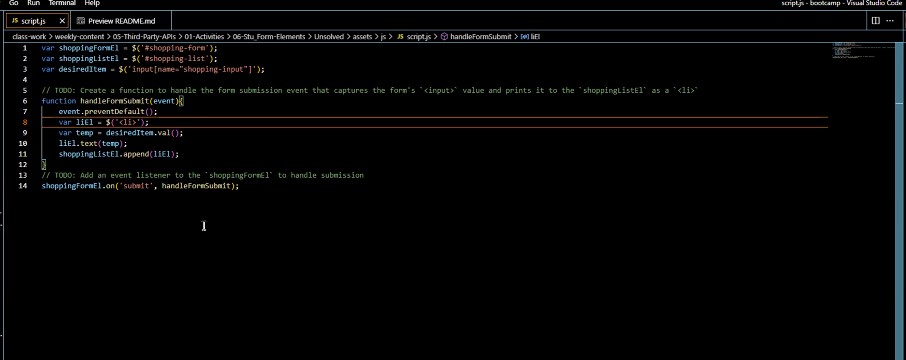 Go Run Terminal Help script.js - bootcamp - Visual Studio Code
JS script.js × Preview README.md ...
class-work > weekly-content > 05-Third-Party-APIs > 01-Activities > 06-Stu_Form-Elements > Unsolved > assets > js > JS script.js > handleFormSubmit > liEl
1 var shoppingFormEl = $('#shopping-form');
2 var shoppingListEl = $('#shopping-list');
3 var desiredItem = $('input[name="shopping-input"]');
4
5 // TODO: Create a function to handle the form submission event that captures the form's `<input>` value and prints it to the `shoppingListEl` as a `<li>`
6 function handleFormSubmit(event){
7 event.preventDefault();
8 var liEl = $('<li>');
9 var temp = desiredItem.val();
10 liEl.text(temp);
11 shoppingListEl.append(liEl);
12 }
13 // TODO: Add an event listener to the `shoppingFormEl` to handle submission
14 shoppingFormEl.on('submit', handleFormSubmit);